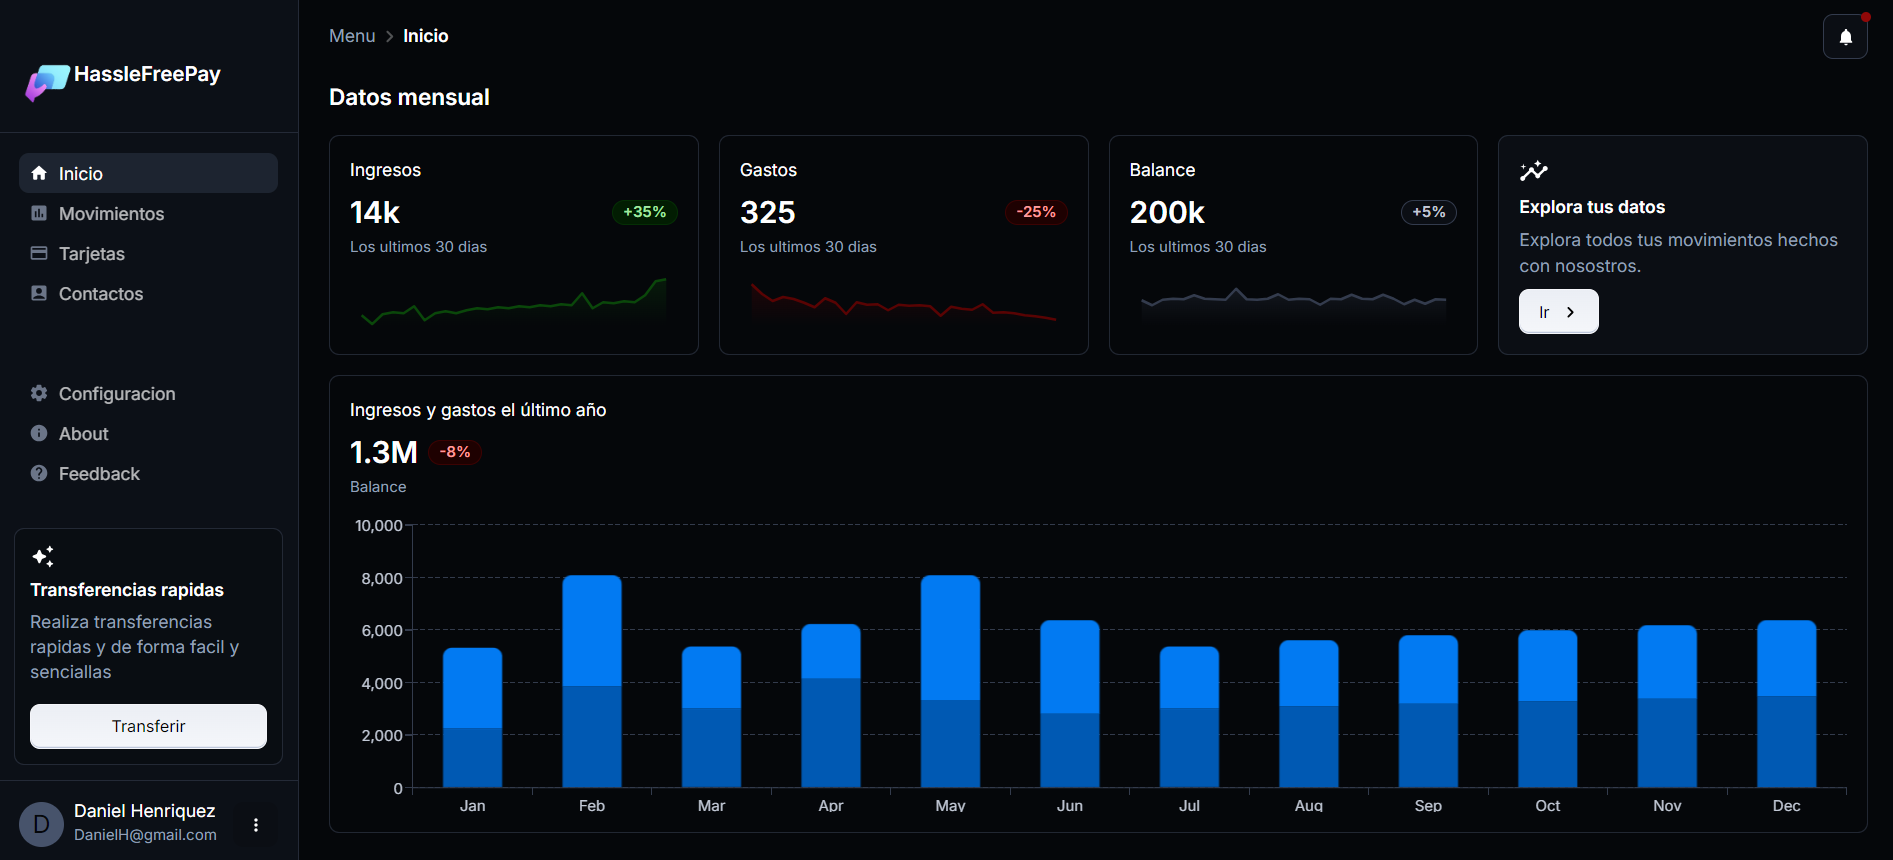 HassleFreePay
Inicio
Movimientos
Tarjetas
Contactos
Configuracion
About
Feedback
Transferencias rapidas
Realiza transferencias
rapidas y de forma facil y
senciallas
Transferir
D
Daniel Henriquez
DanielH@gmail.com
Menu > Inicio
Datos mensual
Ingresos
14k
+35%
Los ultimos 30 dias
Gastos
325
-25%
Los ultimos 30 dias
Balance
200k
+5%
Los ultimos 30 dias
Explora tus datos
Explora todos tus movimientos hechos
con nosostros.
Ir
Ingresos y gastos el último año
1.3M
-8%
Balance
10,000
8,000
6,000
4,000
2,000
0
Jan Feb Mar Apr May Jun Jul Aug Sep Oct Nov Dec